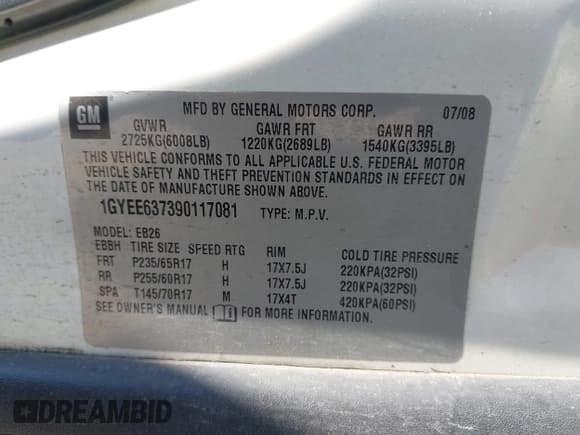 GM
MFD BY GENERAL MOTORS CORP. 07/08
GVWR GAWR FRT GAWR RR
2725KG(6008LB) 1220KG(2689LB) 1540KG(3395LB)
THIS VEHICLE CONFORMS TO ALL APPLICABLE U.S. FEDERAL MOTOR
VEHICLE SAFETY AND THEFT PREVENTION STANDARDS IN EFFECT ON
THE DATE OF MANUFACTURE SHOWN ABOVE.
1GYEE637390117081 TYPE: M.P.V.
MODEL: EB26
EBBH TIRE SIZE SPEED RTG RIM COLD TIRE PRESSURE
FRT P235/65R17 H 17X7.5J 220KPA(32PSI)
RR P255/60R17 H 17X7.5J 220KPA(32PSI)
SPA T145/70R17 M 17X4T 420KPA(60PSI)
SEE OWNER'S MANUAL FOR MORE INFORMATION
DREAMBID